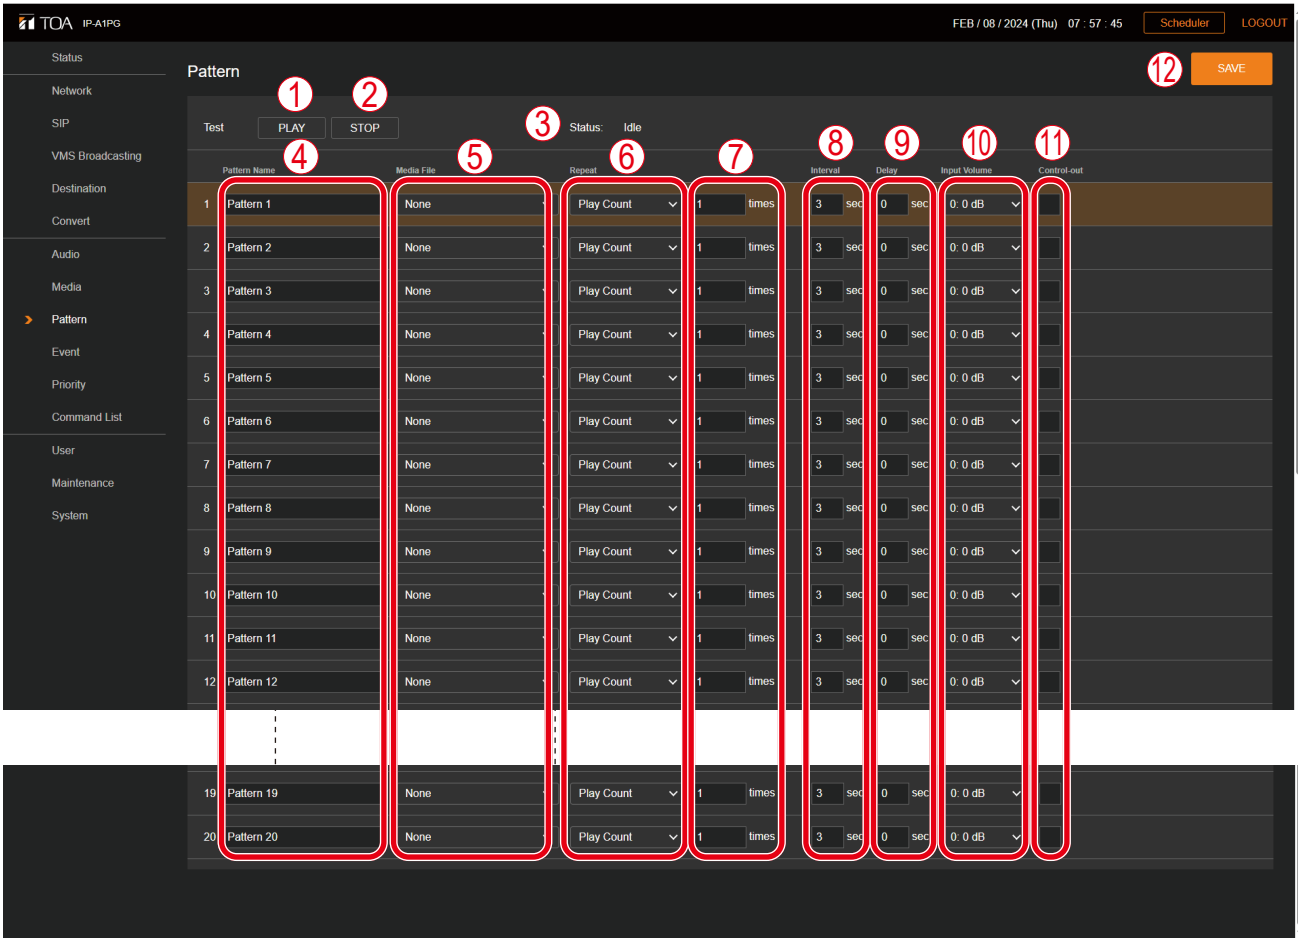 TOA IP-A1PG FEB / 08 / 2024 (Thu) 07 : 57 : 45 Scheduler LOGOUT
Status
Network
SIP
VMS Broadcasting
Destination
Convert
Audio
Media
Pattern
Event
Priority
Command List
User
Maintenance
System
Pattern 12 SAVE
1 2
Test PLAY STOP 3 Status: Idle
4 5 6 7 8 9 10 11
Pattern Name Media File Repeat Interval Delay Input Volume Control-out
1 Pattern 1 None Play Count 1 times 3 sec 0 sec 0: 0 dB
2 Pattern 2 None Play Count 1 times 3 sec 0 sec 0: 0 dB
3 Pattern 3 None Play Count 1 times 3 sec 0 sec 0: 0 dB
4 Pattern 4 None Play Count 1 times 3 sec 0 sec 0: 0 dB
5 Pattern 5 None Play Count 1 times 3 sec 0 sec 0: 0 dB
6 Pattern 6 None Play Count 1 times 3 sec 0 sec 0: 0 dB
7 Pattern 7 None Play Count 1 times 3 sec 0 sec 0: 0 dB
8 Pattern 8 None Play Count 1 times 3 sec 0 sec 0: 0 dB
9 Pattern 9 None Play Count 1 times 3 sec 0 sec 0: 0 dB
10 Pattern 10 None Play Count 1 times 3 sec 0 sec 0: 0 dB
11 Pattern 11 None Play Count 1 times 3 sec 0 sec 0: 0 dB
12 Pattern 12 None Play Count 1 times 3 sec 0 sec 0: 0 dB
19 Pattern 19 None Play Count 1 times 3 sec 0 sec 0: 0 dB
20 Pattern 20 None Play Count 1 times 3 sec 0 sec 0: 0 dB